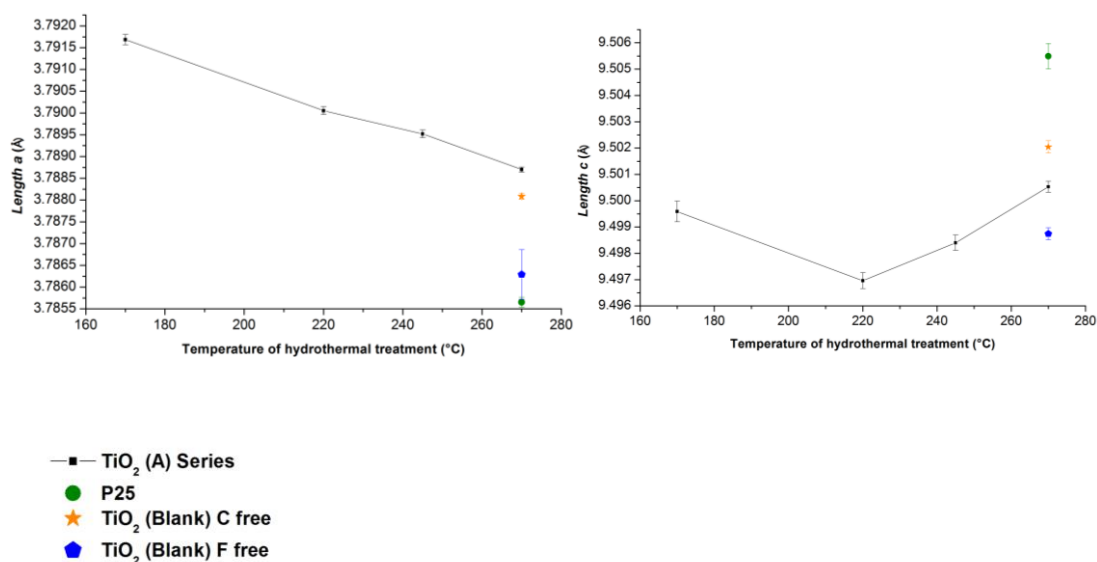 3.7920
3.7915
3.7910
3.7905
3.7900
3.7895
3.7890
3.7885
3.7880
3.7875
3.7870
3.7865
3.7860
3.7855
Length a (Å)
160 180 200 220 240 260 280
Temperature of hydrothermal treatment (°C)
9.506
9.505
9.504
9.503
9.502
9.501
9.500
9.499
9.498
9.497
9.496
Length c (Å)
160 180 200 220 240 260 280
Temperature of hydrothermal treatment (°C)
TiO₂ (A) Series
P25
TiO₂ (Blank) C free
TiO₂ (Blank) F free